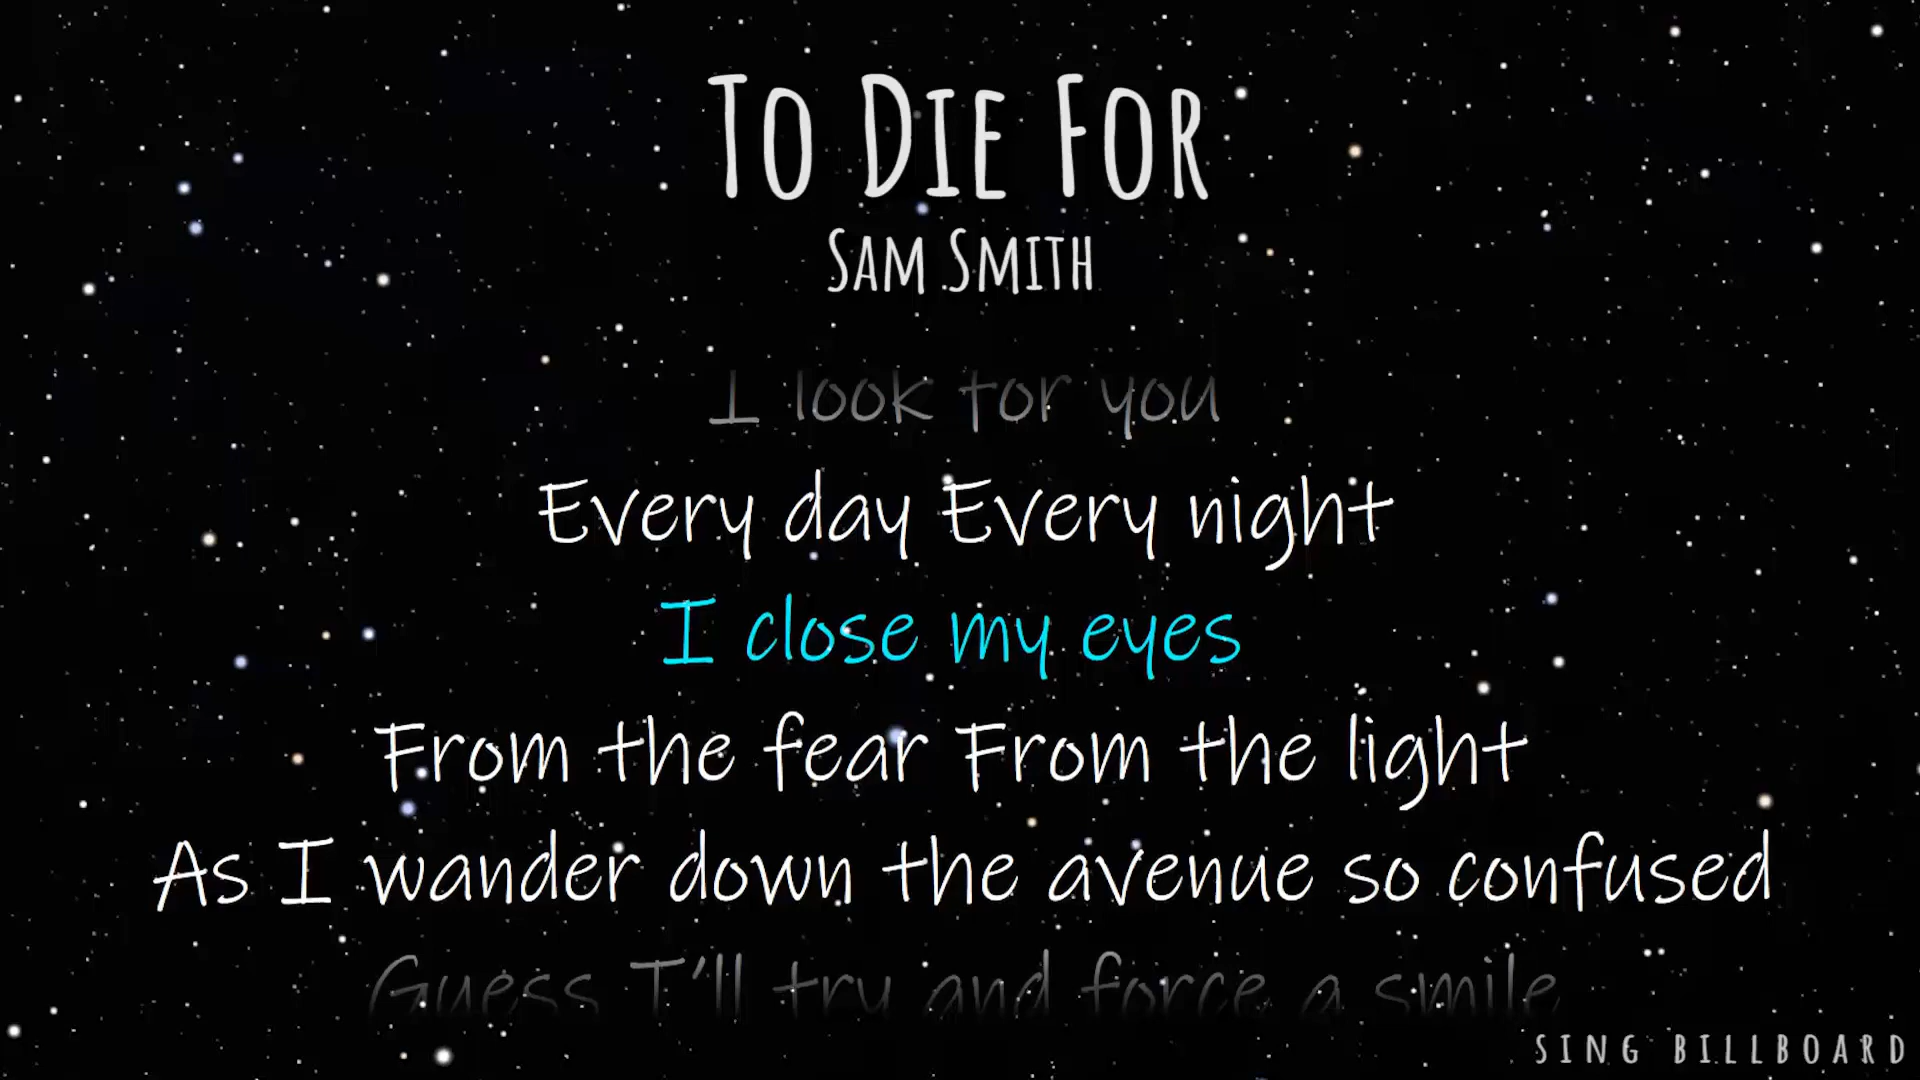 To Die For
Sam Smith
I look for you
Every day Every night
I close my eyes
From the fear From the light
As I wander down the avenue so confused
Guess I'll try and force a smile
SING BILLBOARD